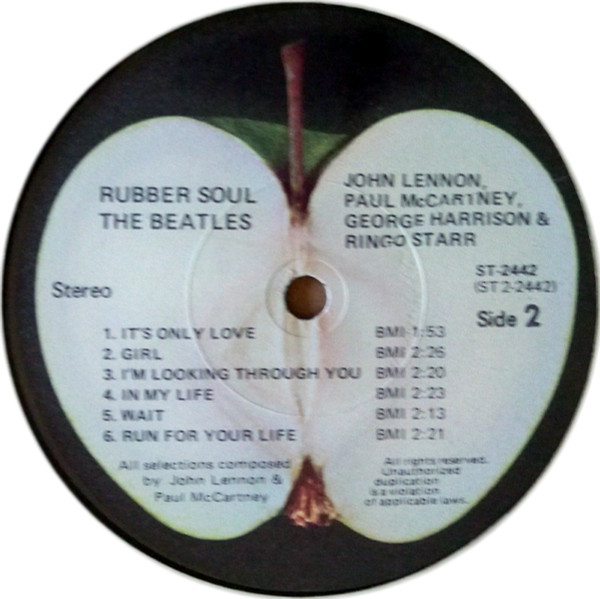 RUBBER SOUL
THE BEATLES
JOHN LENNON,
PAUL McCARTNEY,
GEORGE HARRISON &
RINGO STARR
Stereo
ST-2442
(ST 2-2442)
Side 2
1. IT'S ONLY LOVE BMI 1:53
2. GIRL BMI 2:26
3. I'M LOOKING THROUGH YOU BMI 2:20
4. IN MY LIFE BMI 2:23
5. WAIT BMI 2:13
6. RUN FOR YOUR LIFE BMI 2:21
All selections composed
by John Lennon &
Paul McCartney
All rights reserved.
Unauthorized
duplication
is a violation
of applicable laws.